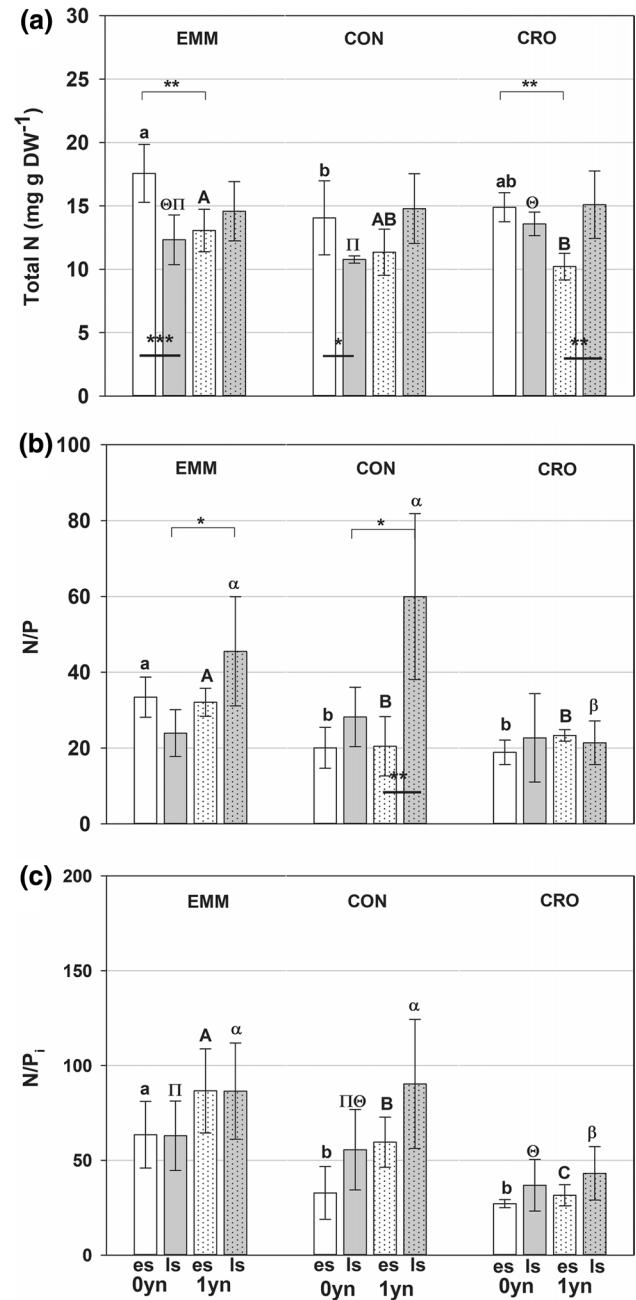 (a)
30
25
20
15
10
5
0
Total N (mg g DW⁻¹)
EMM CON CRO
** **
a ΘΠ A b Π AB ab Θ B
*** * **
(b)
100
80
60
40
20
0
N/P
EMM CON CRO
* *
a A α b B α b B β
**
(c)
200
150
100
50
0
N/Pᵢ
EMM CON CRO
a Π A α b ΠΘ B α b Θ C β
es ls es ls es ls es ls es ls es ls
0yn 1yn 0yn 1yn 0yn 1yn